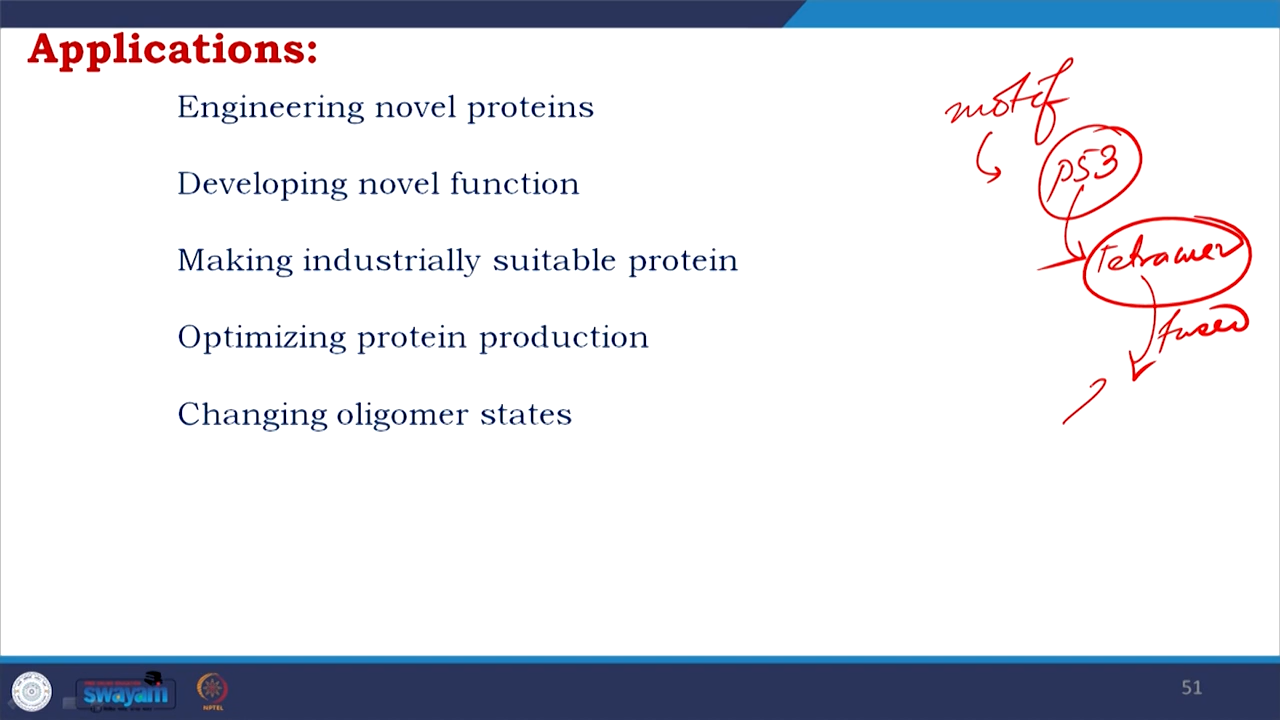 Applications:
Engineering novel proteins
Developing novel function
Making industrially suitable protein
Optimizing protein production
Changing oligomer states
motif
p53
Tetramer
fused
swayam
NPTEL
51